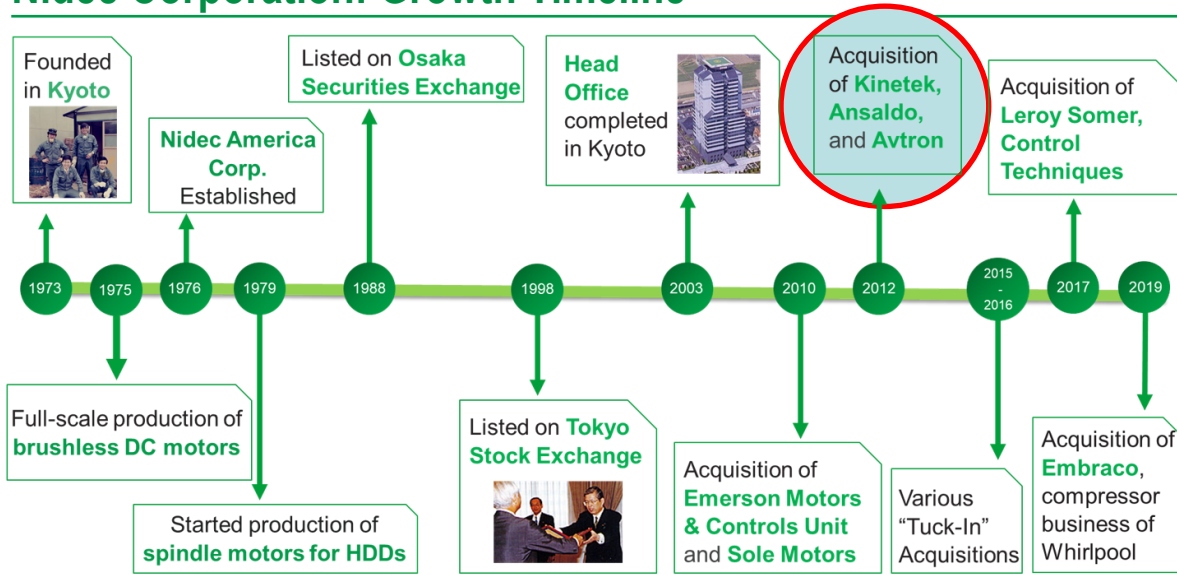 Nidec Corporation: Growth Timeline
Founded
in Kyoto
Nidec America
Corp.
Established
Listed on Osaka
Securities Exchange
Head
Office
completed
in Kyoto
Acquisition
of Kinetek,
Ansaldo,
and Avtron
Acquisition of
Leroy Somer,
Control
Techniques
1973
1975
1976
1979
1988
1998
2003
2010
2012
2015
-
2016
2017
2019
Full-scale production of
brushless DC motors
Started production of
spindle motors for HDDs
Listed on Tokyo
Stock Exchange
Acquisition of
Emerson Motors
& Controls Unit
and Sole Motors
Various
“Tuck-In”
Acquisitions
Acquisition of
Embraco,
compressor
business of
Whirlpool